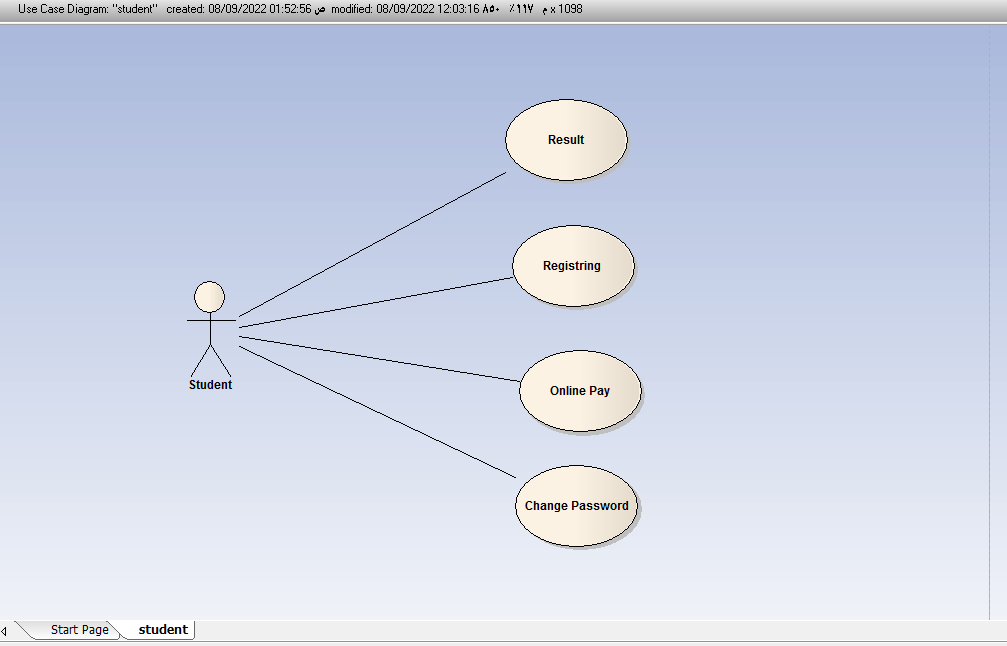 Use Case Diagram: "student" created: 08/09/2022 01:52:56 ص modified: 08/09/2022 12:03:16 م ١١٧٪ ٨٥٠ x 1098
Result
Registring
Online Pay
Change Password
Student
Start Page
student